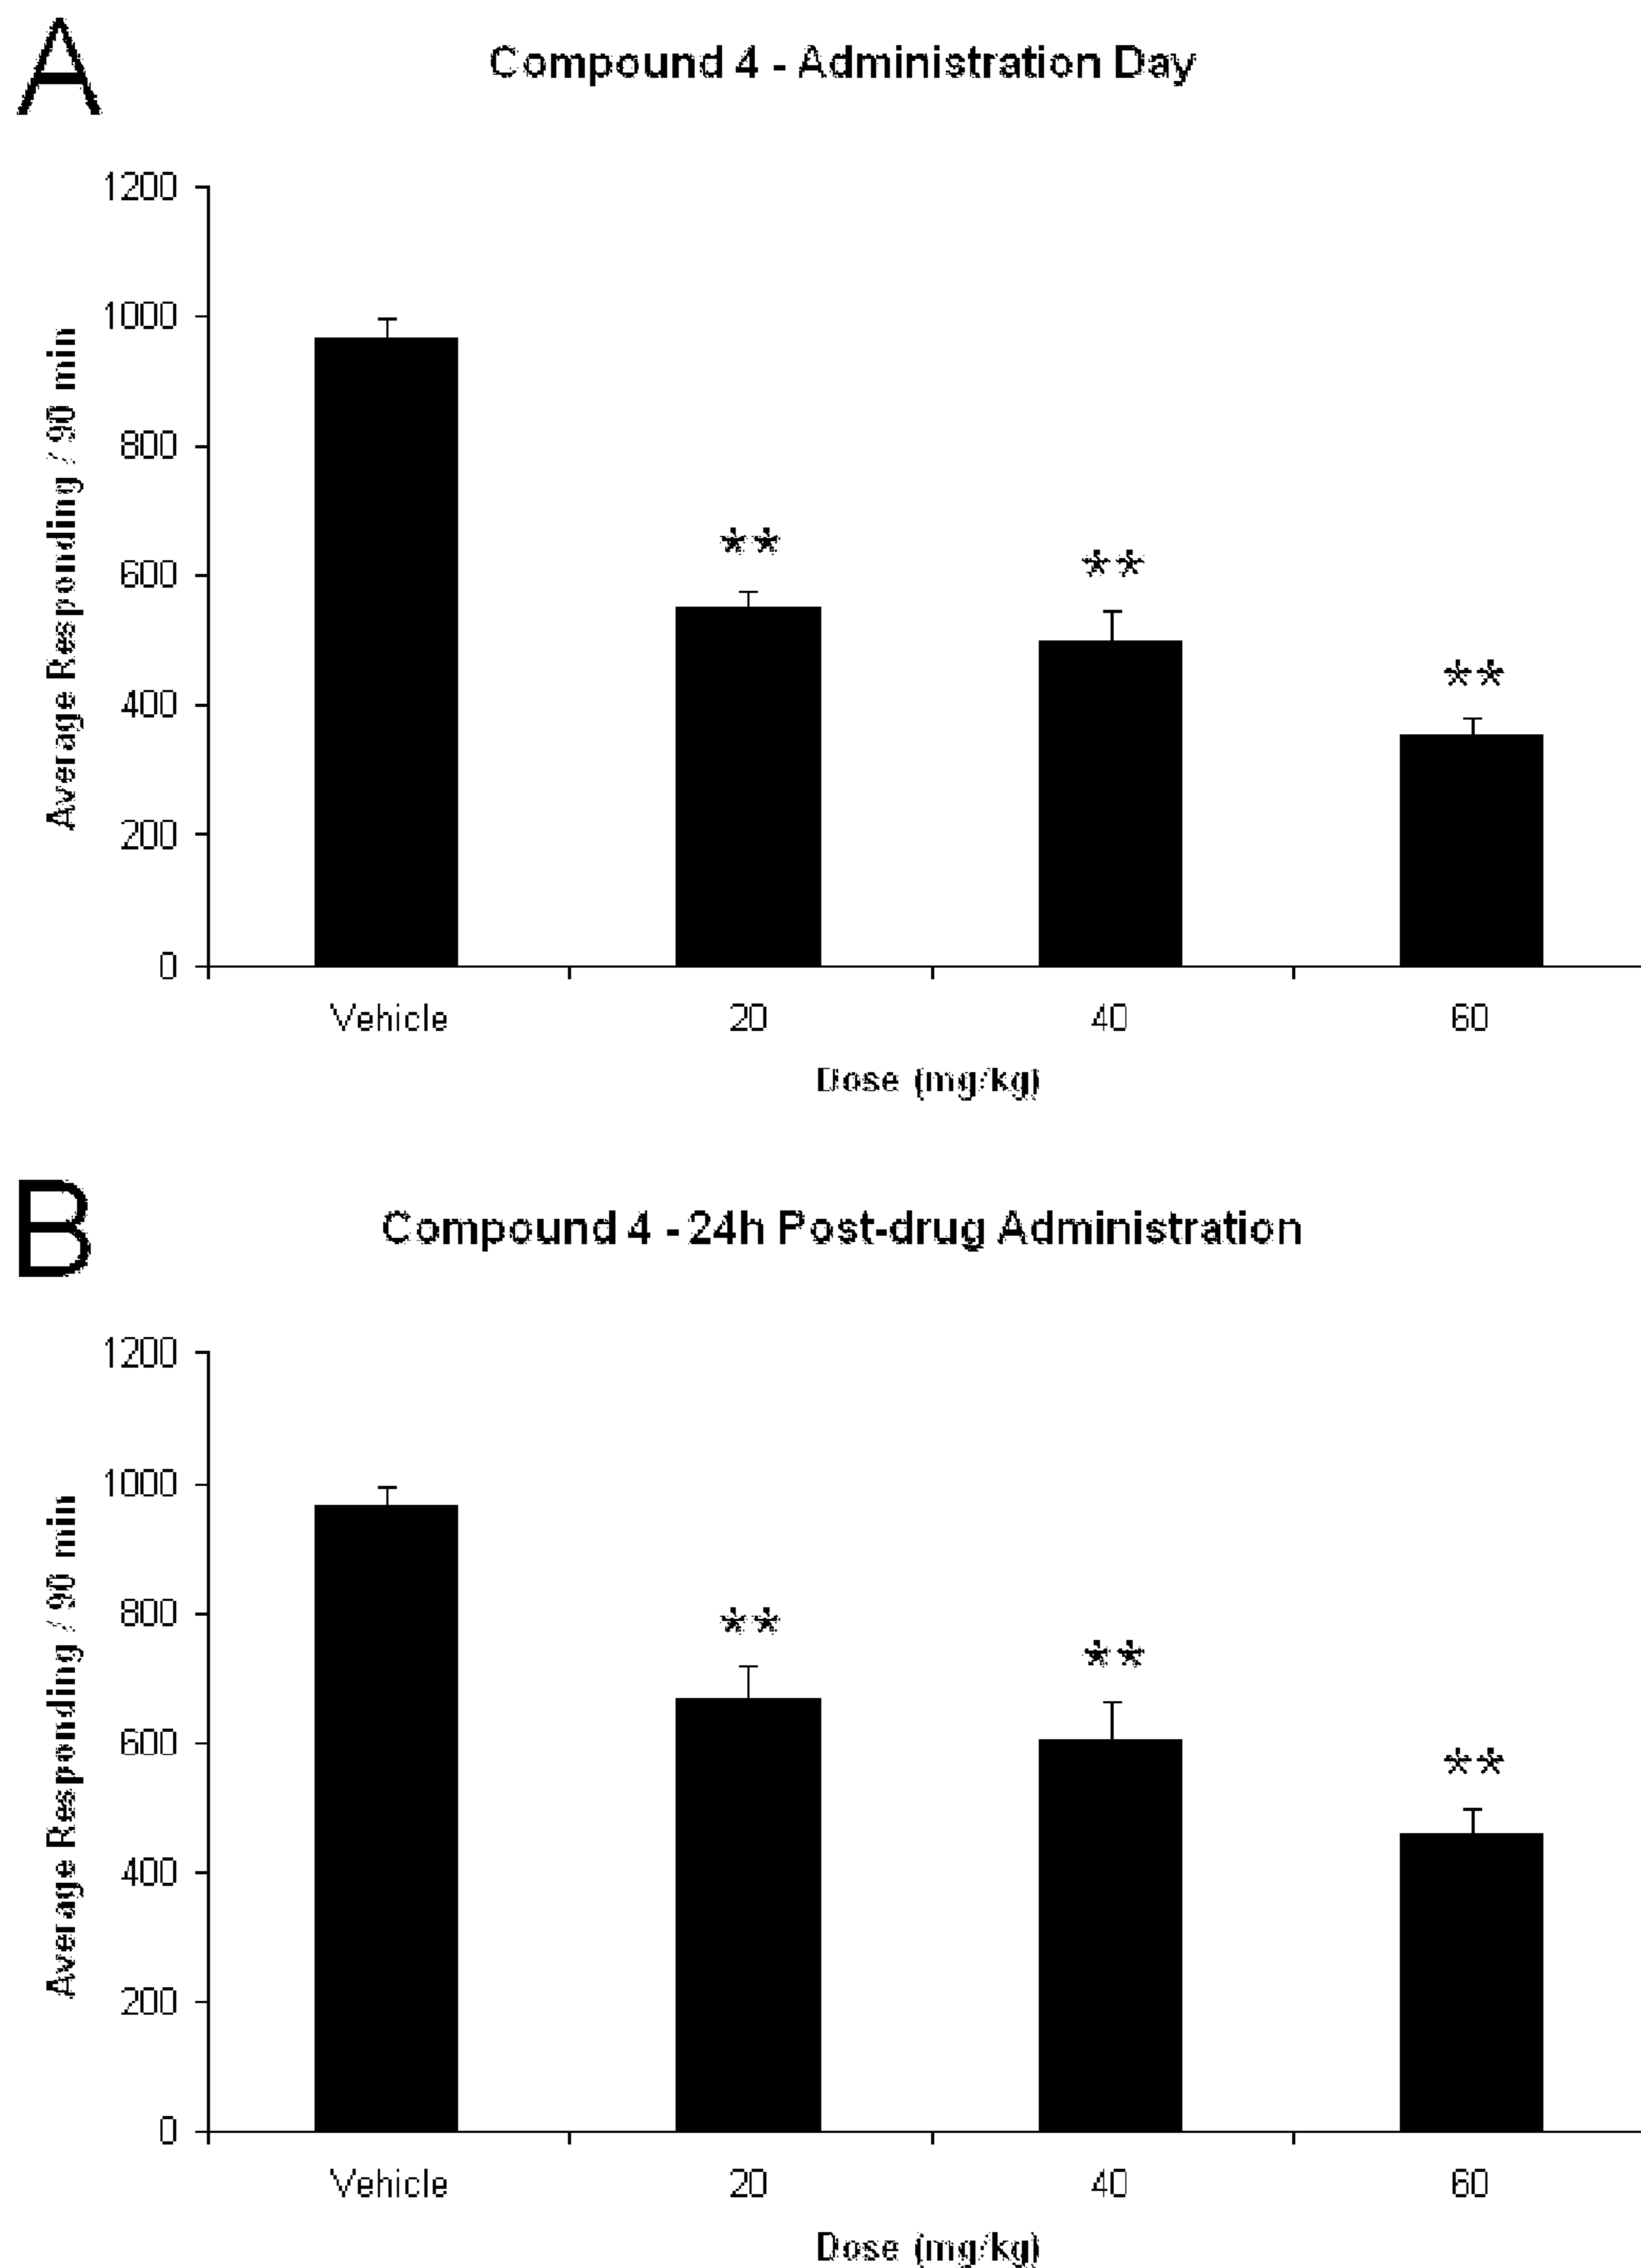 A
Compound 4 - Administration Day
1200
1000
800
600
400
200
0
Average Responding / 90 min
**
**
**
Vehicle 20 40 60
Dose (mg/kg)
B
Compound 4 - 24h Post-drug Administration
1200
1000
800
600
400
200
0
Average Responding / 90 min
**
**
**
Vehicle 20 40 60
Dose (mg/kg)